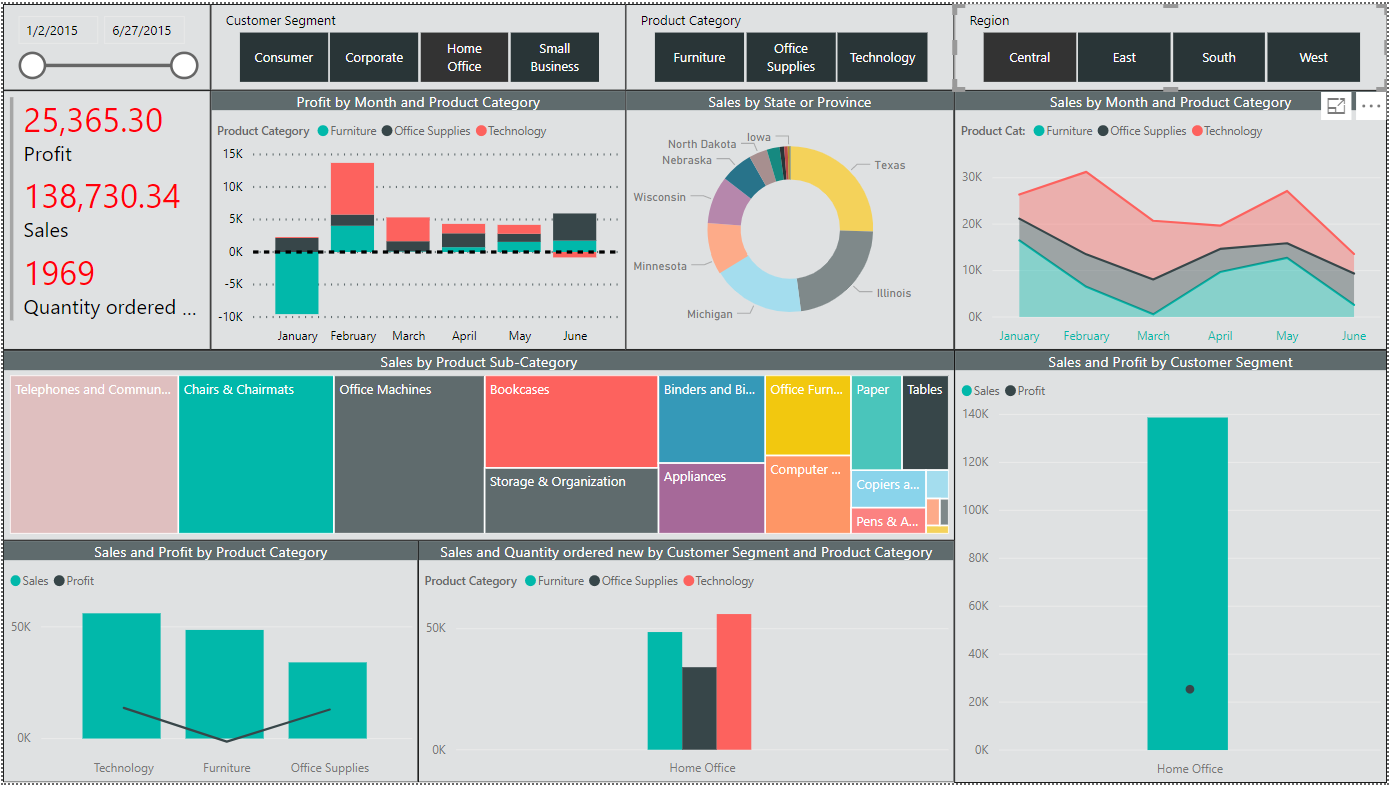 1/2/2015
6/27/2015
Customer Segment
Consumer
Corporate
Home
Office
Small
Business
Product Category
Furniture
Office
Supplies
Technology
Region
Central
East
South
West
25,365.30
Profit
138,730.34
Sales
1969
Quantity ordered ...
Profit by Month and Product Category
Product Category Furniture Office Supplies Technology
15K
10K
5K
0K
-5K
-10K
January February March April May June
Sales by State or Province
Iowa
North Dakota
Nebraska
Wisconsin
Minnesota
Michigan
Texas
Illinois
Sales by Month and Product Category
Product Cat: Furniture Office Supplies Technology
30K
20K
10K
0K
January February March April May June
Sales by Product Sub-Category
Telephones and Commun...
Chairs & Chairmats
Office Machines
Bookcases
Storage & Organization
Binders and Bi...
Appliances
Office Furn...
Computer ...
Paper
Tables
Copiers a...
Pens & A...
Sales and Profit by Customer Segment
Sales Profit
140K
120K
100K
80K
60K
40K
20K
0K
Home Office
Sales and Profit by Product Category
Sales Profit
50K
0K
Technology Furniture Office Supplies
Sales and Quantity ordered new by Customer Segment and Product Category
Product Category Furniture Office Supplies Technology
50K
0K
Home Office